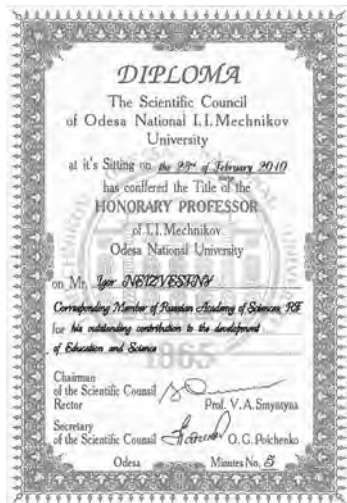 DIPLOMA
The Scientific Council
of Odesa National I.I.Mechnikov
University
at it's Sitting on the 23rd of February 2010
has conferred the Title of the
HONORARY PROFESSOR
of I.I.Mechnikov
Odesa National University
on Mr. Igor NEIZVESTNY
Corresponding Member of Russian Academy of Sciences, RF
for his outstanding contribution to the development
of Education and Science
1865
Chairman
of the Scientific Counsil
Rector Prof. V.A.Smyntyna
Secretary
of the Scientific Counsil O.G.Poichenko
Odesa Minutes No. 5